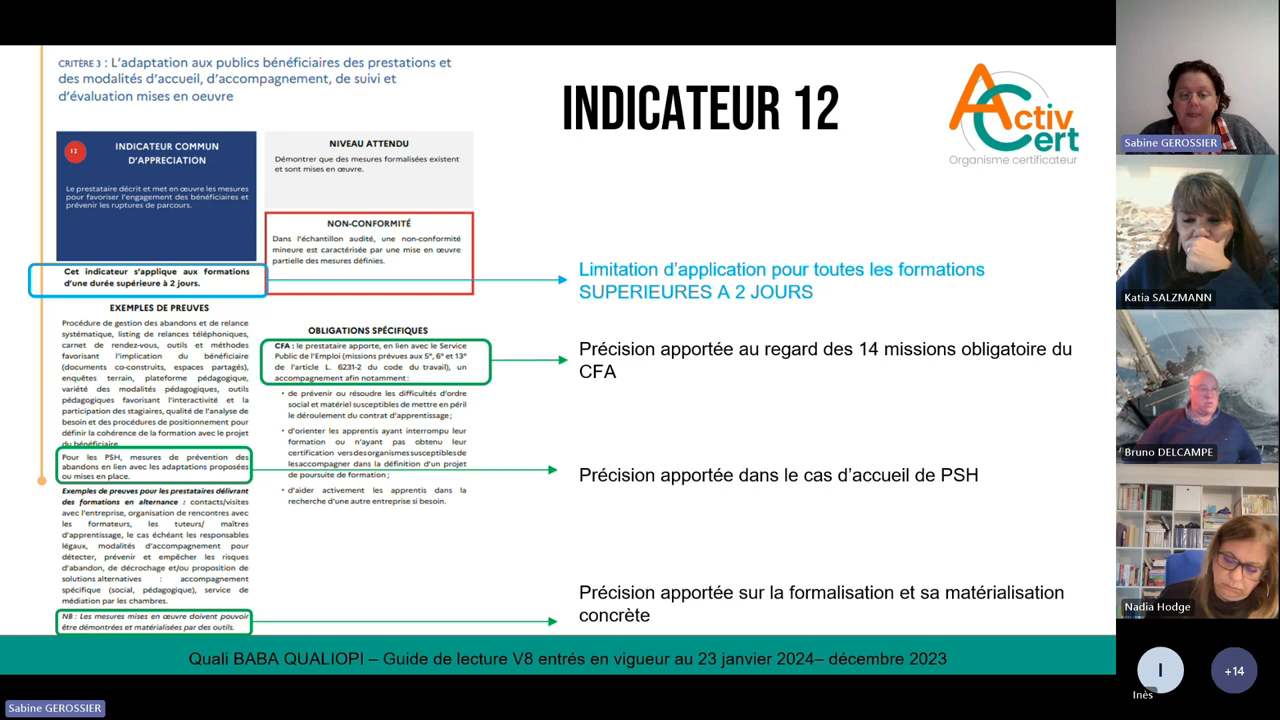 CRITÈRE 3 : L'adaptation aux publics bénéficiaires des prestations et
des modalités d'accueil, d'accompagnement, de suivi et
d'évaluation mises en oeuvre
INDICATEUR 12
Activ
Cert
Organisme certificateur
12
INDICATEUR COMMUN
D'APPRECIATION
Le prestataire décrit et met en œuvre les mesures
pour favoriser l'engagement des bénéficiaires et
prévenir les ruptures de parcours.
NIVEAU ATTENDU
Démontrer que des mesures formalisées existent
et sont mises en œuvre.
NON-CONFORMITÉ
Dans l'échantillon audité, une non-conformité
mineure est caractérisée par une mise en œuvre
partielle des mesures définies.
Cet indicateur s'applique aux formations
d'une durée supérieure à 2 jours.
Limitation d'application pour toutes les formations
SUPERIEURES A 2 JOURS
EXEMPLES DE PREUVES
Procédure de gestion des abandons et de relance
systématique, listing de relances téléphoniques,
carnet de rendez-vous, outils et méthodes
favorisant l'implication du bénéficiaire
(documents co-construits, espaces partagés),
enquêtes terrain, plateforme pédagogique,
variété des modalités pédagogiques, outils
pédagogiques favorisant l'interactivité et la
participation des stagiaires, qualité de l'analyse de
besoin et des procédures de positionnement pour
définir la cohérence de la formation avec le projet
du bénéficiaire.
Pour les PSH, mesures de prévention des
abandons en lien avec les adaptations proposées
ou mises en place.
Exemples de preuves pour les prestataires délivrant
des formations en alternance : contacts/visites
avec l'entreprise, organisation de rencontres avec
les formateurs, les tuteurs/ maîtres
d'apprentissage, le cas échéant les responsables
légaux, modalités d'accompagnement pour
détecter, prévenir et empêcher les risques
d'abandon, de décrochage et/ou proposition de
solutions alternatives : accompagnement
spécifique (social, pédagogique), service de
médiation par les chambres.
NB : Les mesures mises en œuvre doivent pouvoir
être démontrées et matérialisées par des outils.
OBLIGATIONS SPÉCIFIQUES
CFA : le prestataire apporte, en lien avec le Service
Public de l'Emploi (missions prévues aux 5°, 6° et 13°
de l'article L. 6231-2 du code du travail), un
accompagnement afin notamment :
• de prévenir ou résoudre les difficultés d'ordre
social et matériel susceptibles de mettre en péril
le déroulement du contrat d'apprentissage ;
• d'orienter les apprentis ayant interrompu leur
formation ou n'ayant pas obtenu leur
certification vers des organismes susceptibles de
les accompagner dans la définition d'un projet
de poursuite de formation ;
• d'aider activement les apprentis dans la
recherche d'une autre entreprise si besoin.
Précision apportée au regard des 14 missions obligatoire du
CFA
Précision apportée dans le cas d'accueil de PSH
Précision apportée sur la formalisation et sa matérialisation
concrète
Quali BABA QUALIOPI – Guide de lecture V8 entrés en vigueur au 23 janvier 2024– décembre 2023
Sabine GEROSSIER
Sabine GEROSSIER
Katia SALZMANN
Bruno DELCAMPE
Nadia Hodge
I
Inès
+14